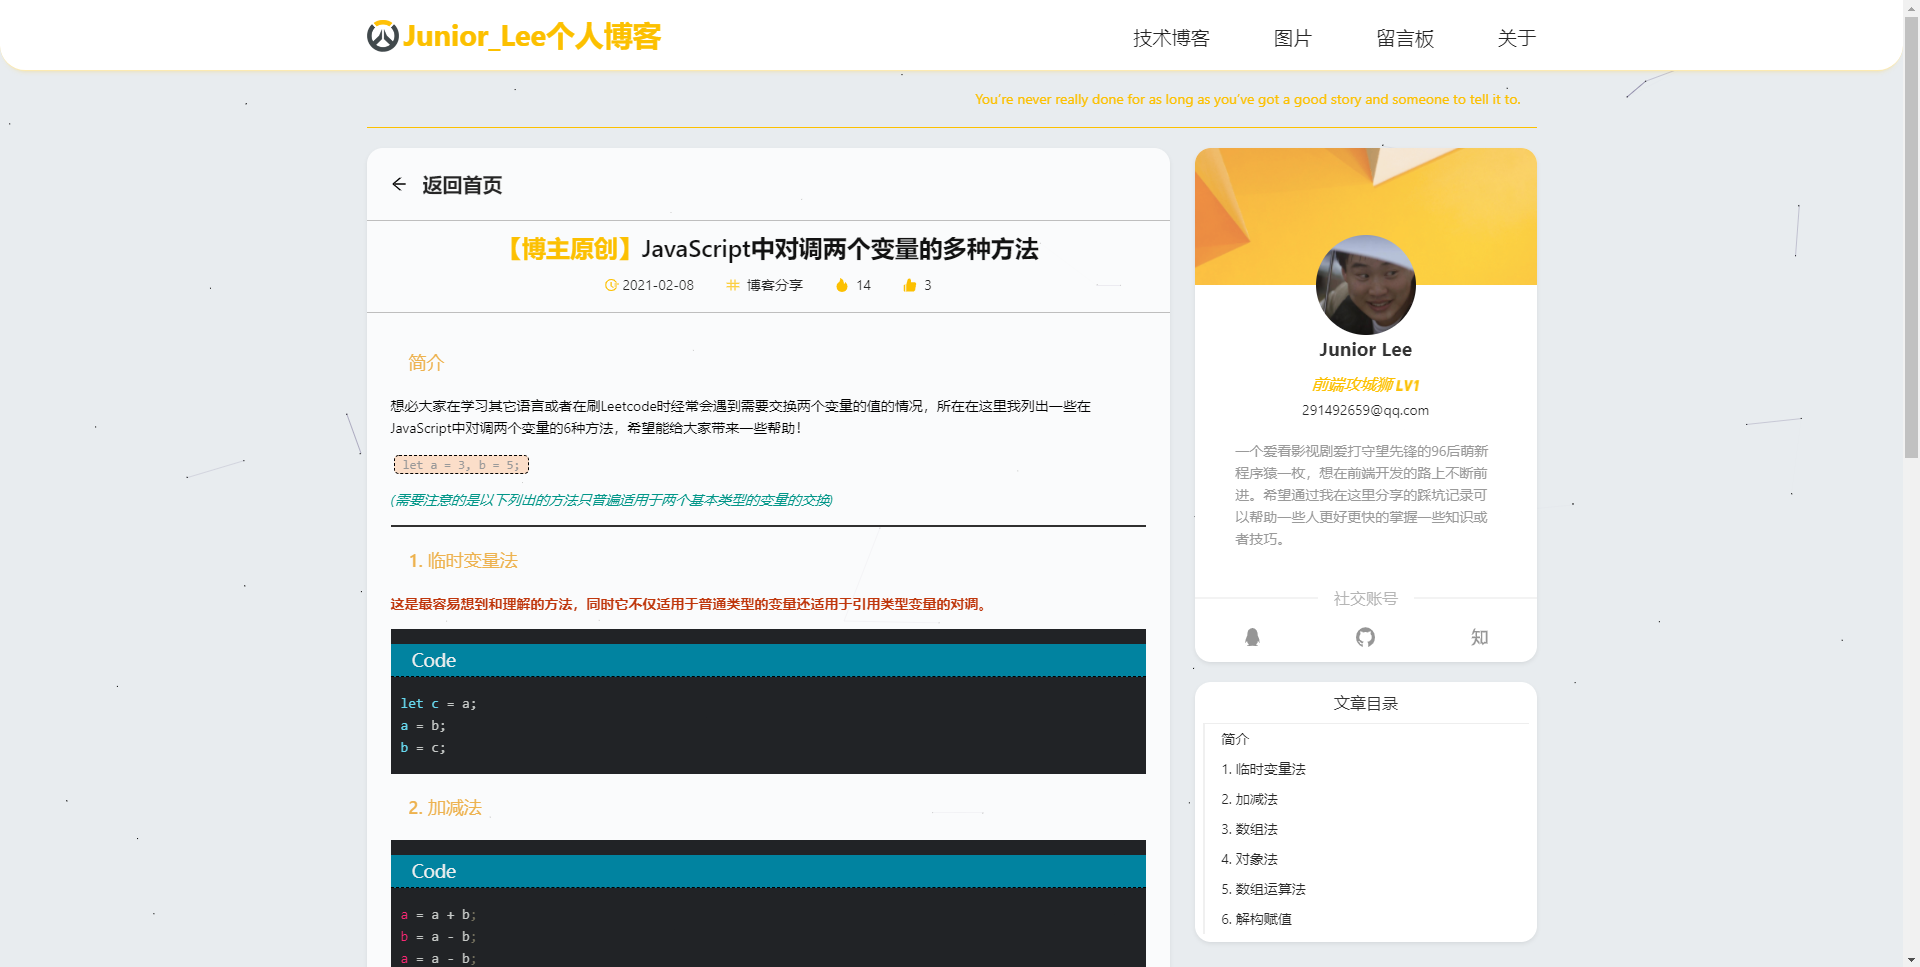 Junior_Lee个人博客
技术博客 图片 留言板 关于
You're never really done for as long as you've got a good story and someone to tell it to.
返回首页
【博主原创】JavaScript中对调两个变量的多种方法
2021-02-08 博客分享 14 3
简介
想必大家在学习其它语言或者在刷Leetcode时经常会遇到需要交换两个变量的值的情况，所在在这里我列出一些在
JavaScript中对调两个变量的6种方法，希望能给大家带来一些帮助！
let a = 3, b = 5;
(需要注意的是以下列出的方法只普遍适用于两个基本类型的变量的交换)
1. 临时变量法
这是最容易想到和理解的方法，同时它不仅适用于普通类型的变量还适用于引用类型变量的对调。
Code
let c = a;
a = b;
b = c;
2. 加减法
Code
a = a + b;
b = a - b;
a = a - b;
Junior Lee
前端攻城狮 LV1
291492659@qq.com
一个爱看影视剧爱打守望先锋的96后萌新
程序猿一枚，想在前端开发的路上不断前
进。希望通过我在这里分享的踩坑记录可
以帮助一些人更好更快的掌握一些知识或
者技巧。
社交账号
知
文章目录
简介
1. 临时变量法
2. 加减法
3. 数组法
4. 对象法
5. 数组运算法
6. 解构赋值